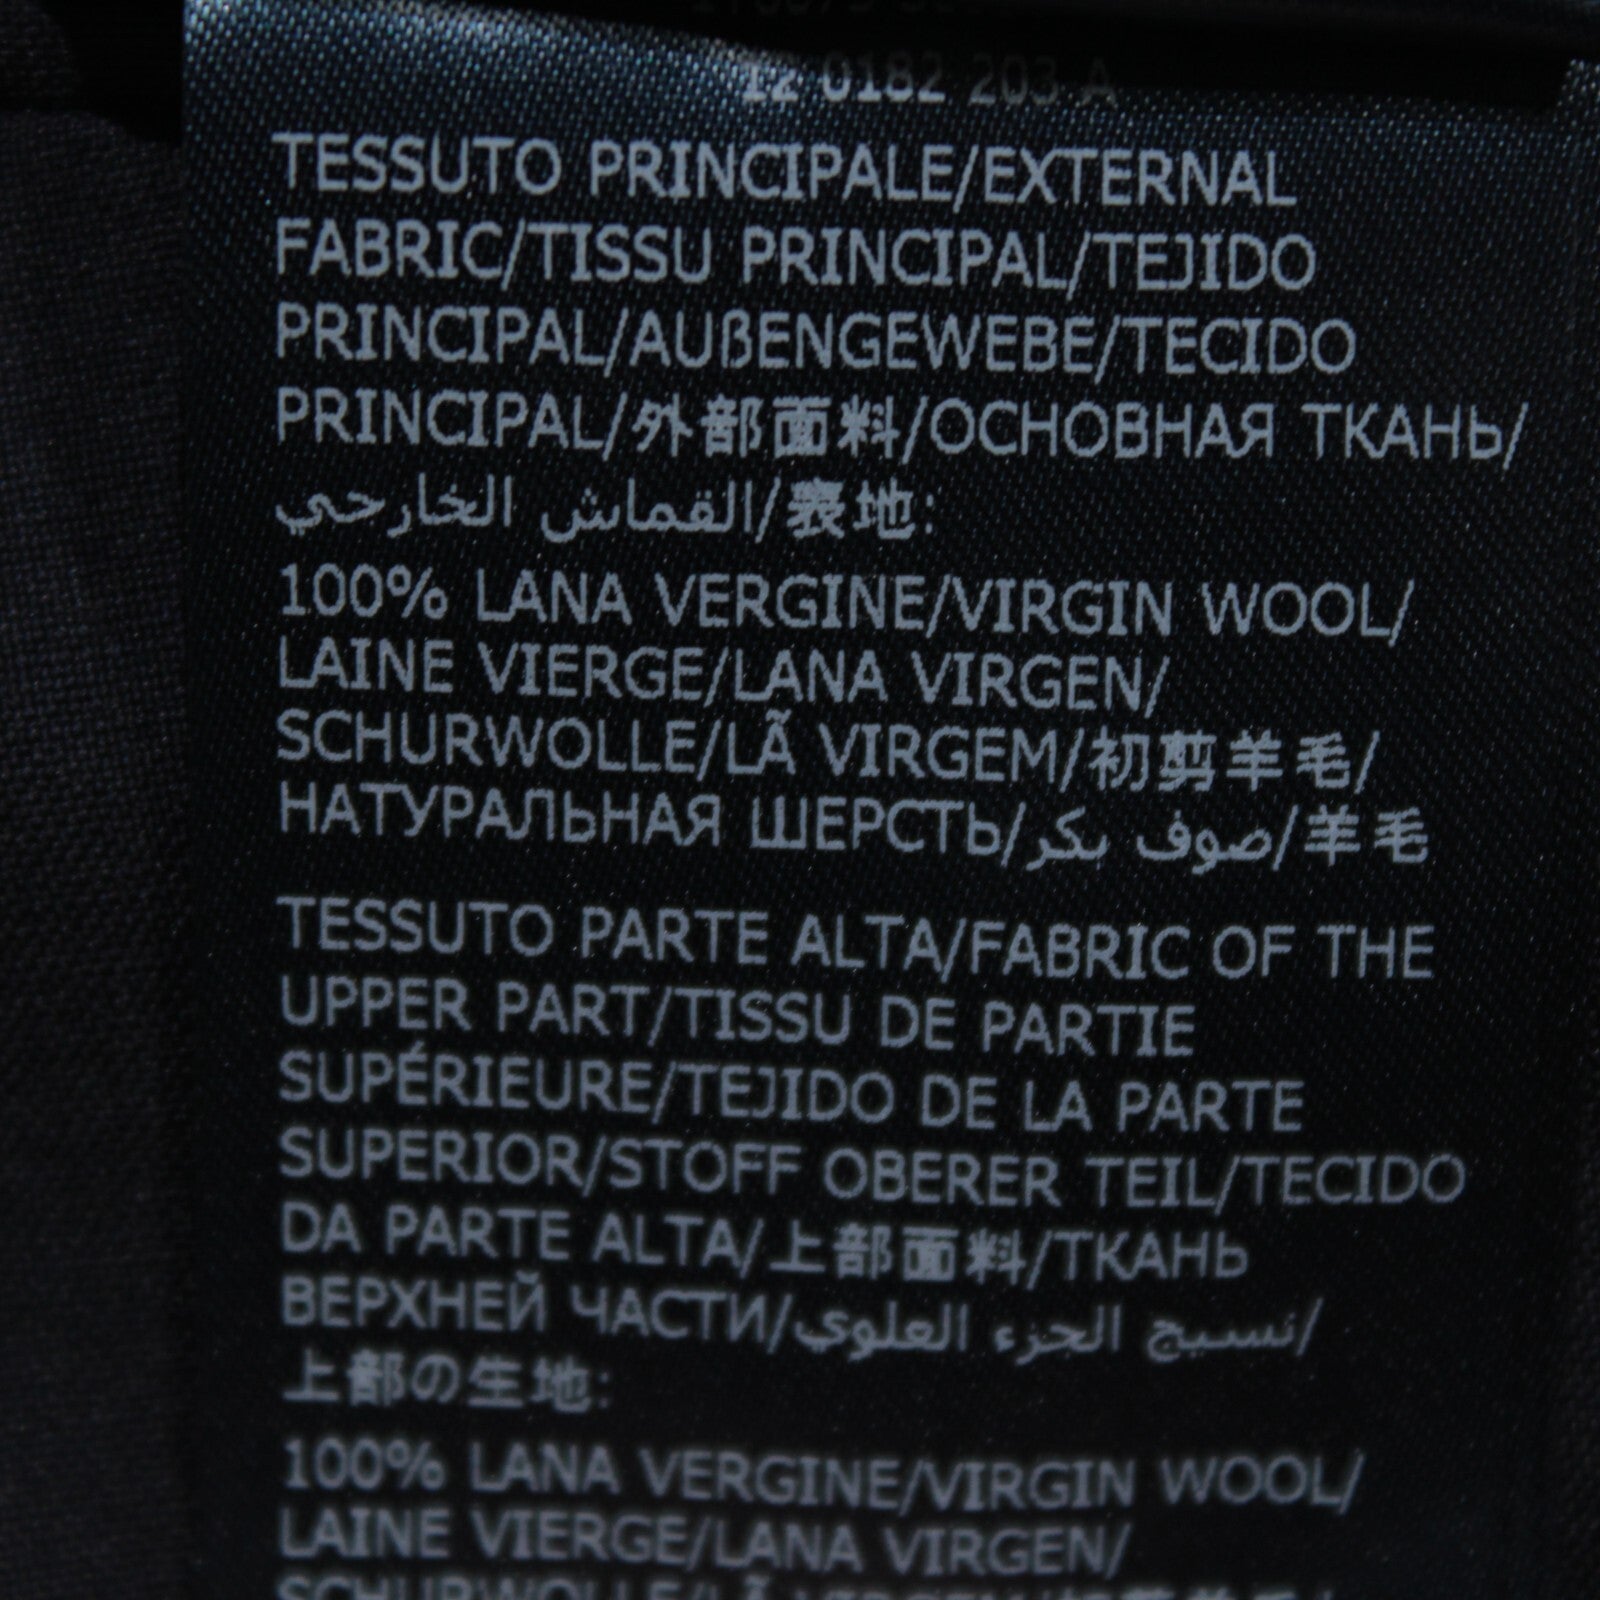 12 0182 203 A
TESSUTO PRINCIPALE/EXTERNAL
FABRIC/TISSU PRINCIPAL/TEJIDO
PRINCIPAL/AUßENGEWEBE/TECIDO
PRINCIPAL/外部面料/ОСНОВНАЯ ТКАНЬ/
القماش الخارجي/表地:
100% LANA VERGINE/VIRGIN WOOL/
LAINE VIERGE/LANA VIRGEN/
SCHURWOLLE/LÃ VIRGEM/初剪羊毛/
НАТУРАЛЬНАЯ ШЕРСТЬ/صوف بكر/羊毛
TESSUTO PARTE ALTA/FABRIC OF THE
UPPER PART/TISSU DE PARTIE
SUPÉRIEURE/TEJIDO DE LA PARTE
SUPERIOR/STOFF OBERER TEIL/TECIDO
DA PARTE ALTA/上部面料/ТКАНЬ
ВЕРХНЕЙ ЧАСТИ/نسيج الجزء العلوي/
上部の生地:
100% LANA VERGINE/VIRGIN WOOL/
LAINE VIERGE/LANA VIRGEN/